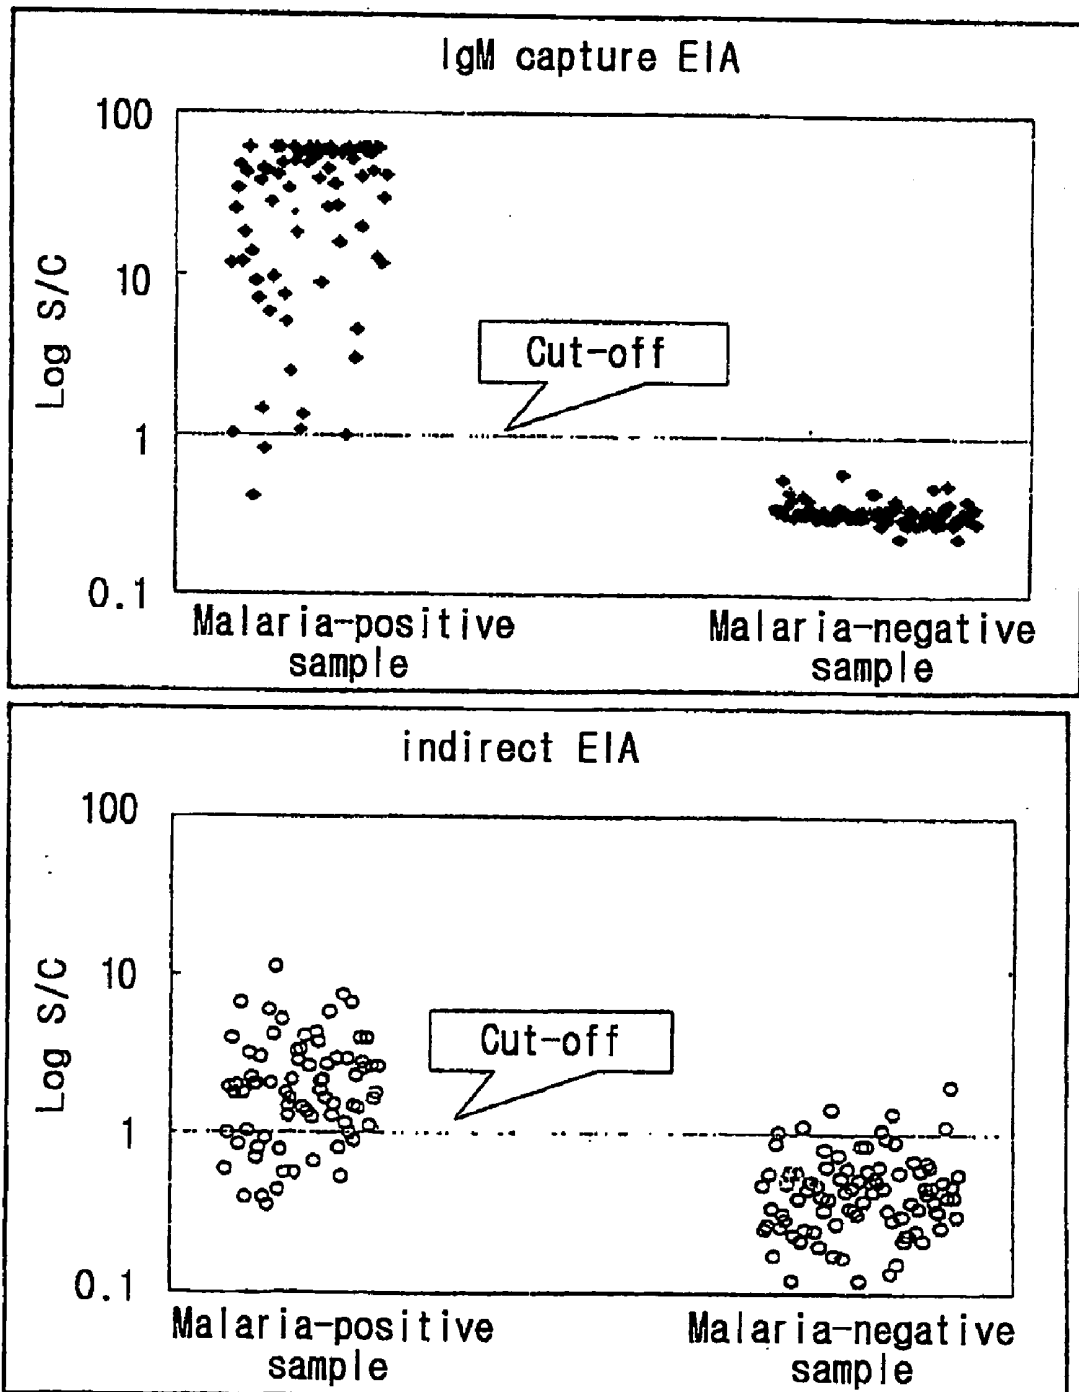 IgM capture EIA
100
10
1
0.1
Log S/C
Cut-off
Malaria-positive
sample
Malaria-negative
sample
indirect EIA
100
10
1
0.1
Log S/C
Cut-off
Malaria-positive
sample
Malaria-negative
sample